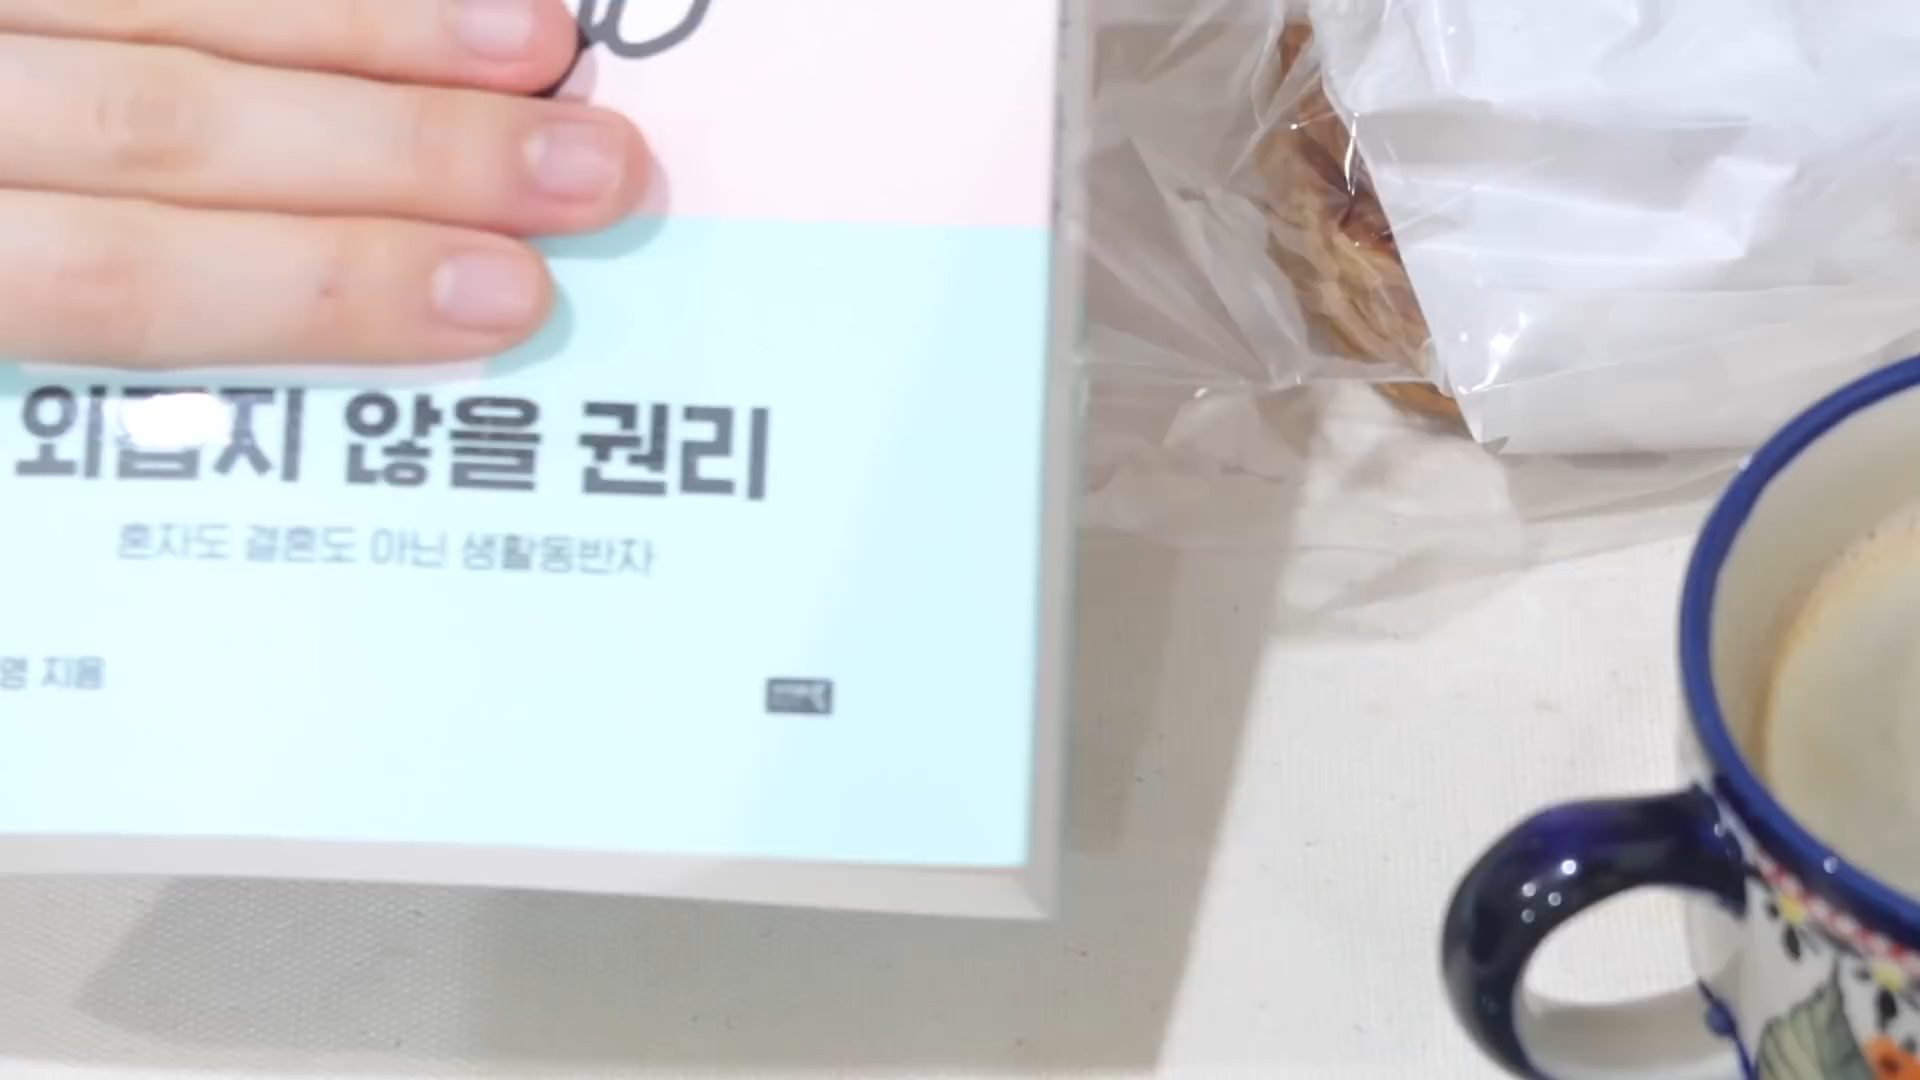 외롭지 않을 권리
혼자도 결혼도 아닌 생활동반자
영 지음